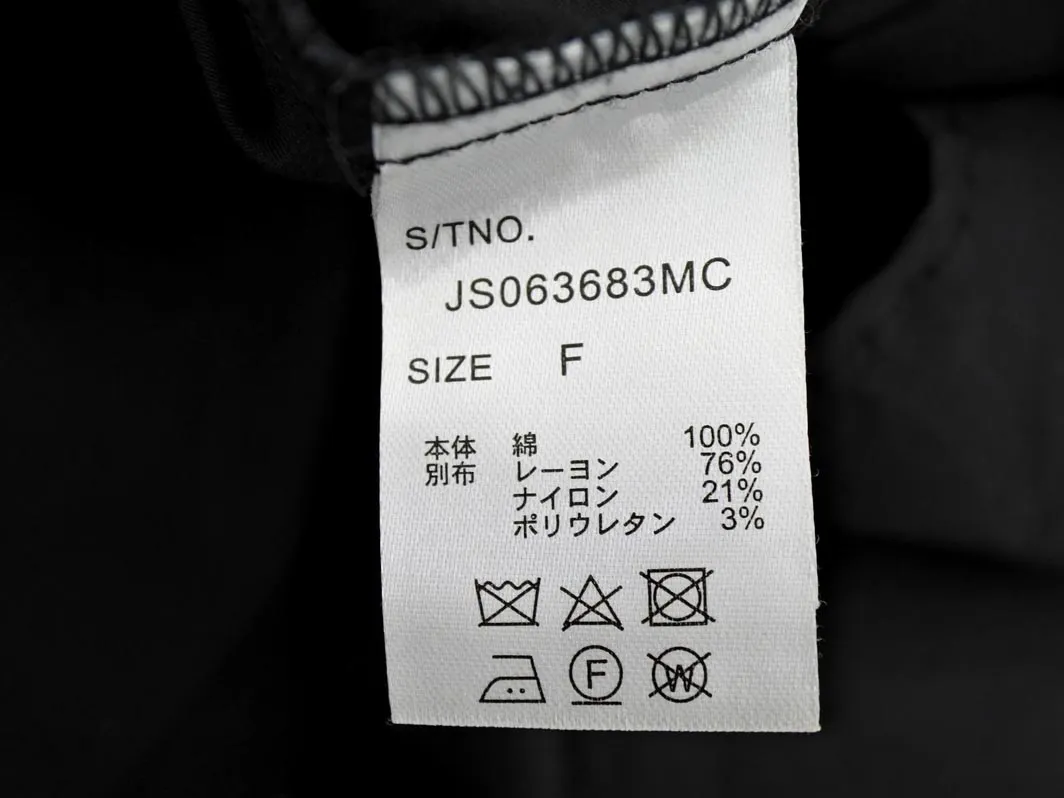 S/TNO.
JS063683MC
SIZE F
本体 綿 100%
別布 レーヨン 76%
ナイロン 21%
ポリウレタン 3%
F W